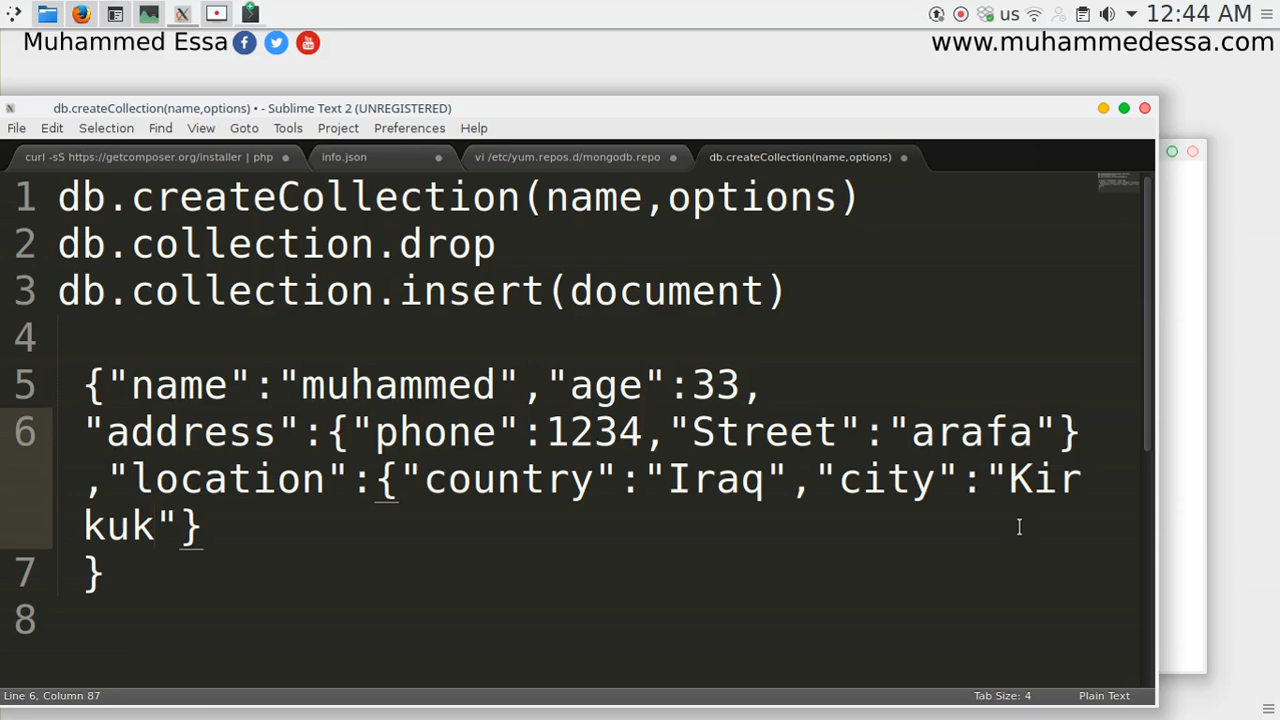 us 12:44 AM
Muhammed Essa www.muhammedessa.com
db.createCollection(name,options) • - Sublime Text 2 (UNREGISTERED)
File Edit Selection Find View Goto Tools Project Preferences Help
curl -sS https://getcomposer.org/installer | php info.json vi /etc/yum.repos.d/mongodb.repo db.createCollection(name,options)
1 db.createCollection(name,options)
2 db.collection.drop
3 db.collection.insert(document)
4
5 {"name":"muhammed","age":33,
6 "address":{"phone":1234,"Street":"arafa"}
,"location":{"country":"Iraq","city":"Kir
kuk"}
7 }
8
Line 6, Column 87 Tab Size: 4 Plain Text